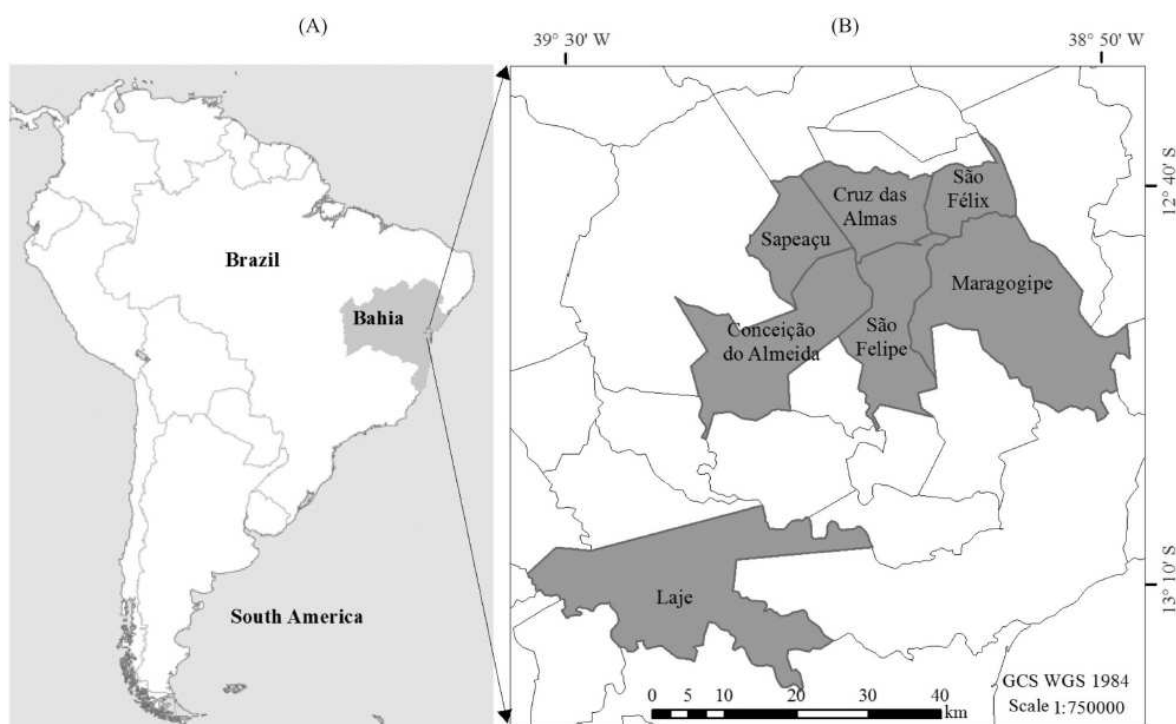 (A)
(B)
39° 30' W
38° 50' W
12° 40' S
13° 10' S
Brazil
Bahia
South America
São
Félix
Cruz das
Almas
Sapeaçu
Maragogipe
Conceição
do Almeida
São
Felipe
Laje
GCS WGS 1984
Scale 1:750000
0 5 10 20 30 40
km